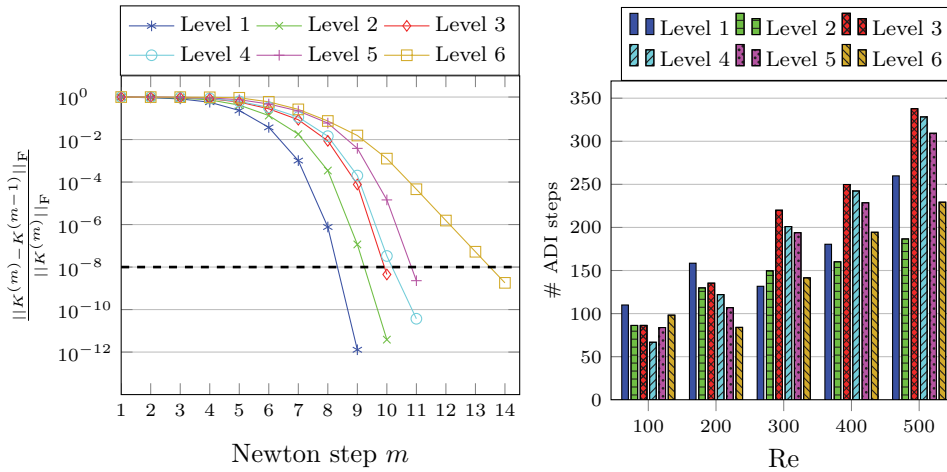 Level 1 Level 2 Level 3
Level 4 Level 5 Level 6
10^0
10^−2
10^−4
10^−6
10^−8
10^−10
10^−12
||K^(m) − K^(m−1)||_F
||K^(m)||_F
1 2 3 4 5 6 7 8 9 10 11 12 13 14
Newton step m
Level 1 Level 2 Level 3
Level 4 Level 5 Level 6
350
300
250
200
150
100
50
0
# ADI steps
100 200 300 400 500
Re